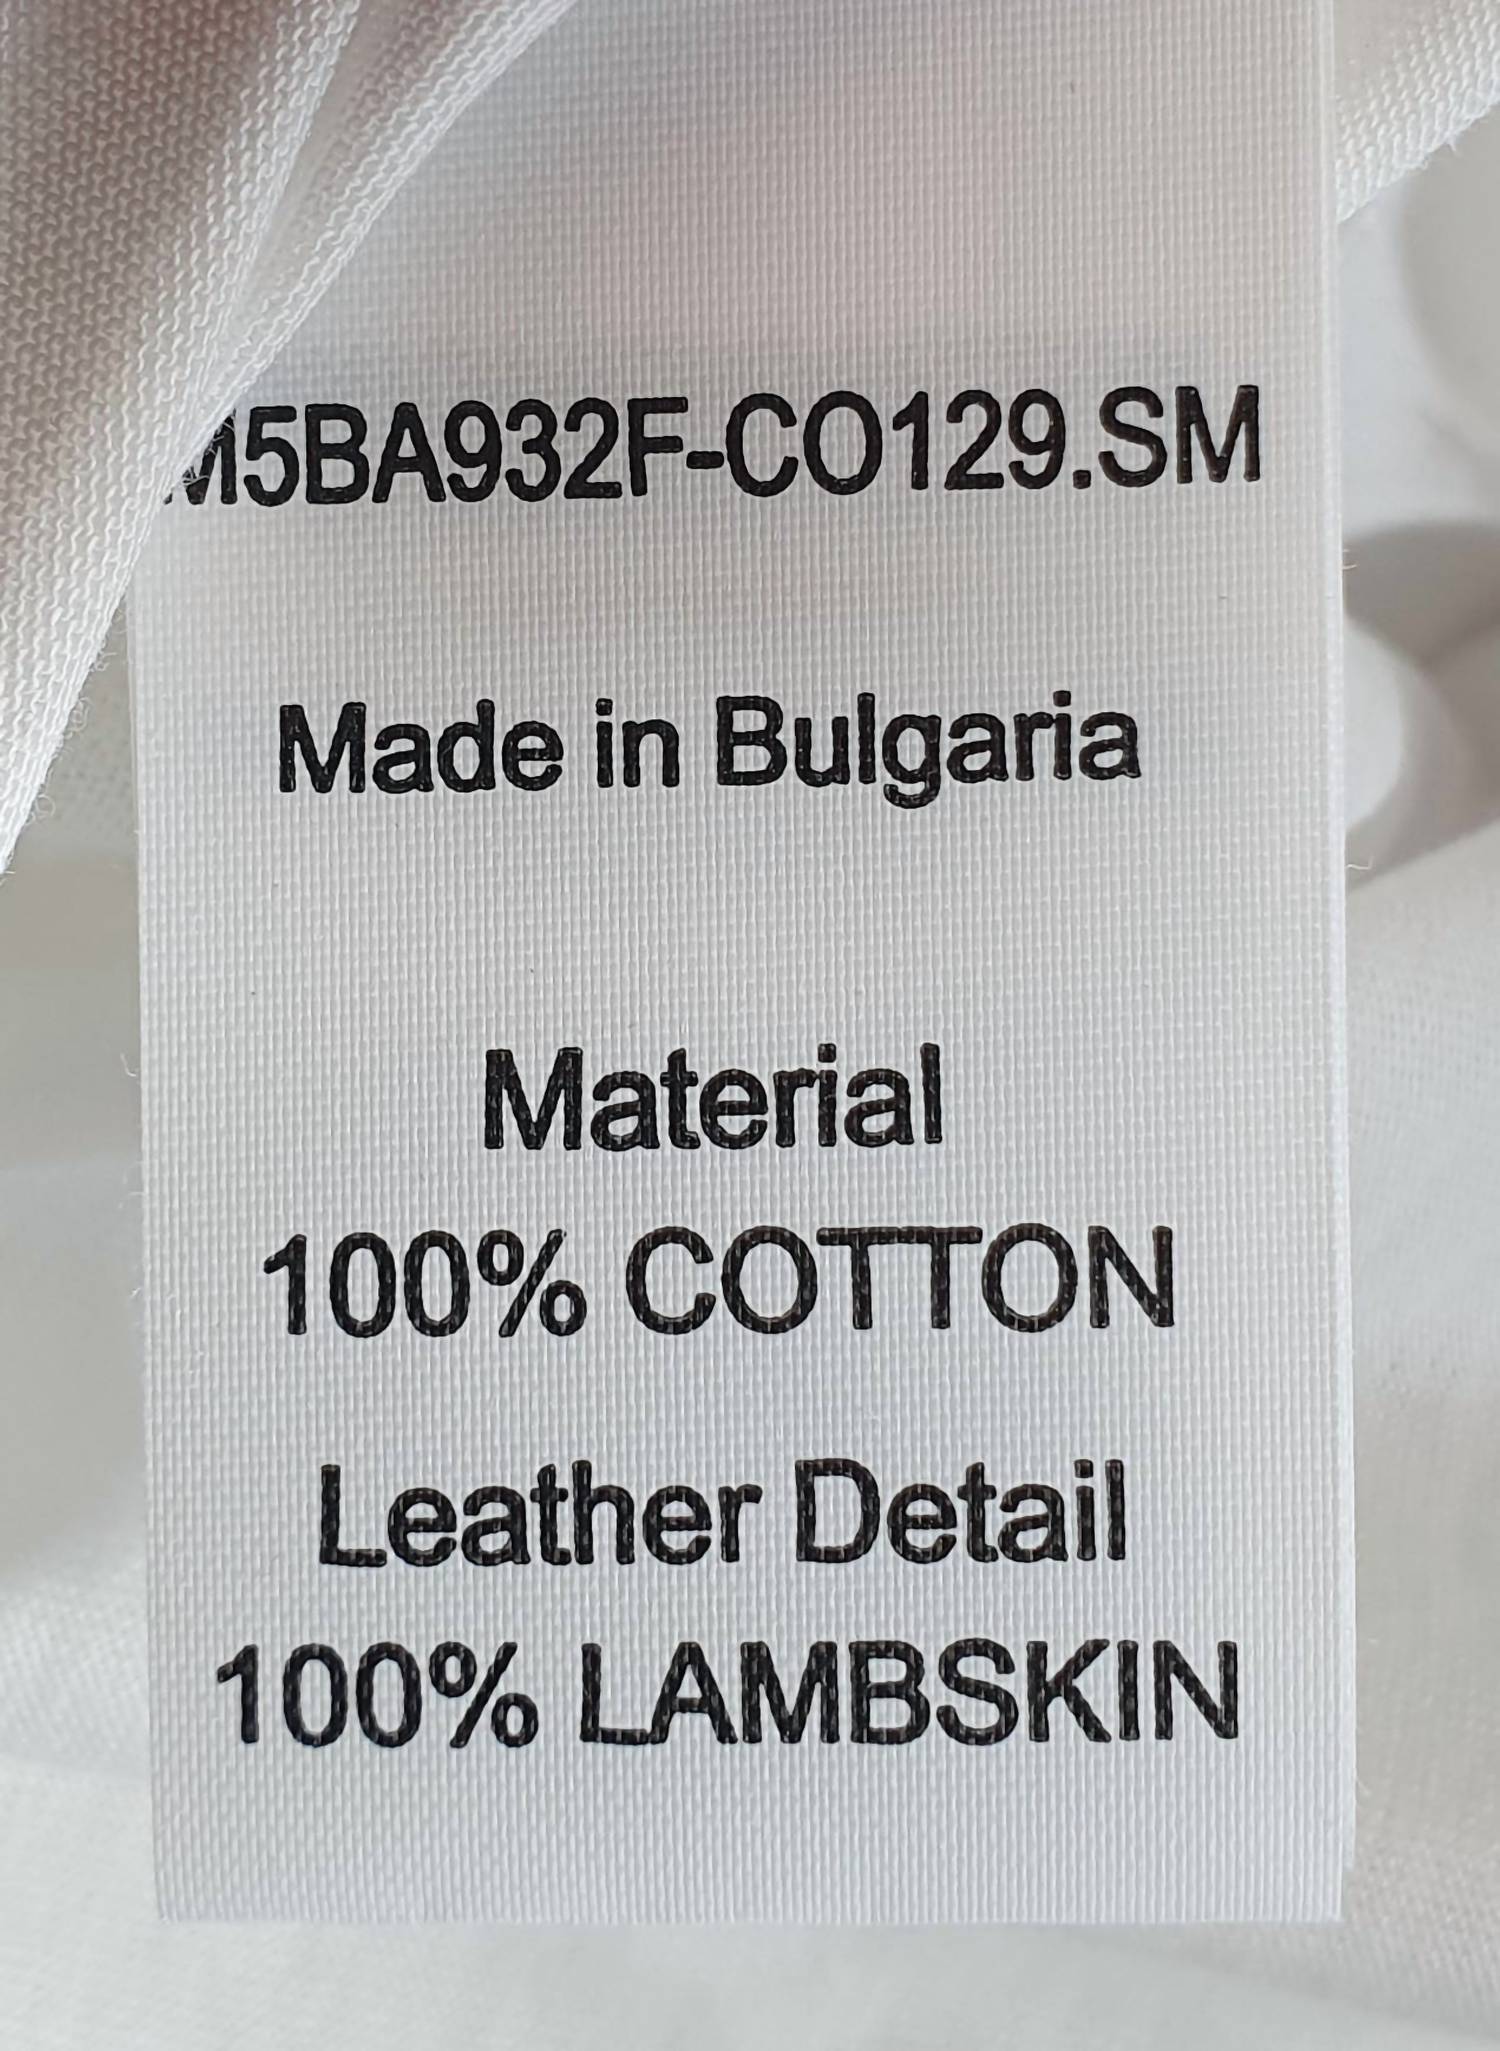 M5BA932F-CO129.SM
Made in Bulgaria
Material
100% COTTON
Leather Detail
100% LAMBSKIN